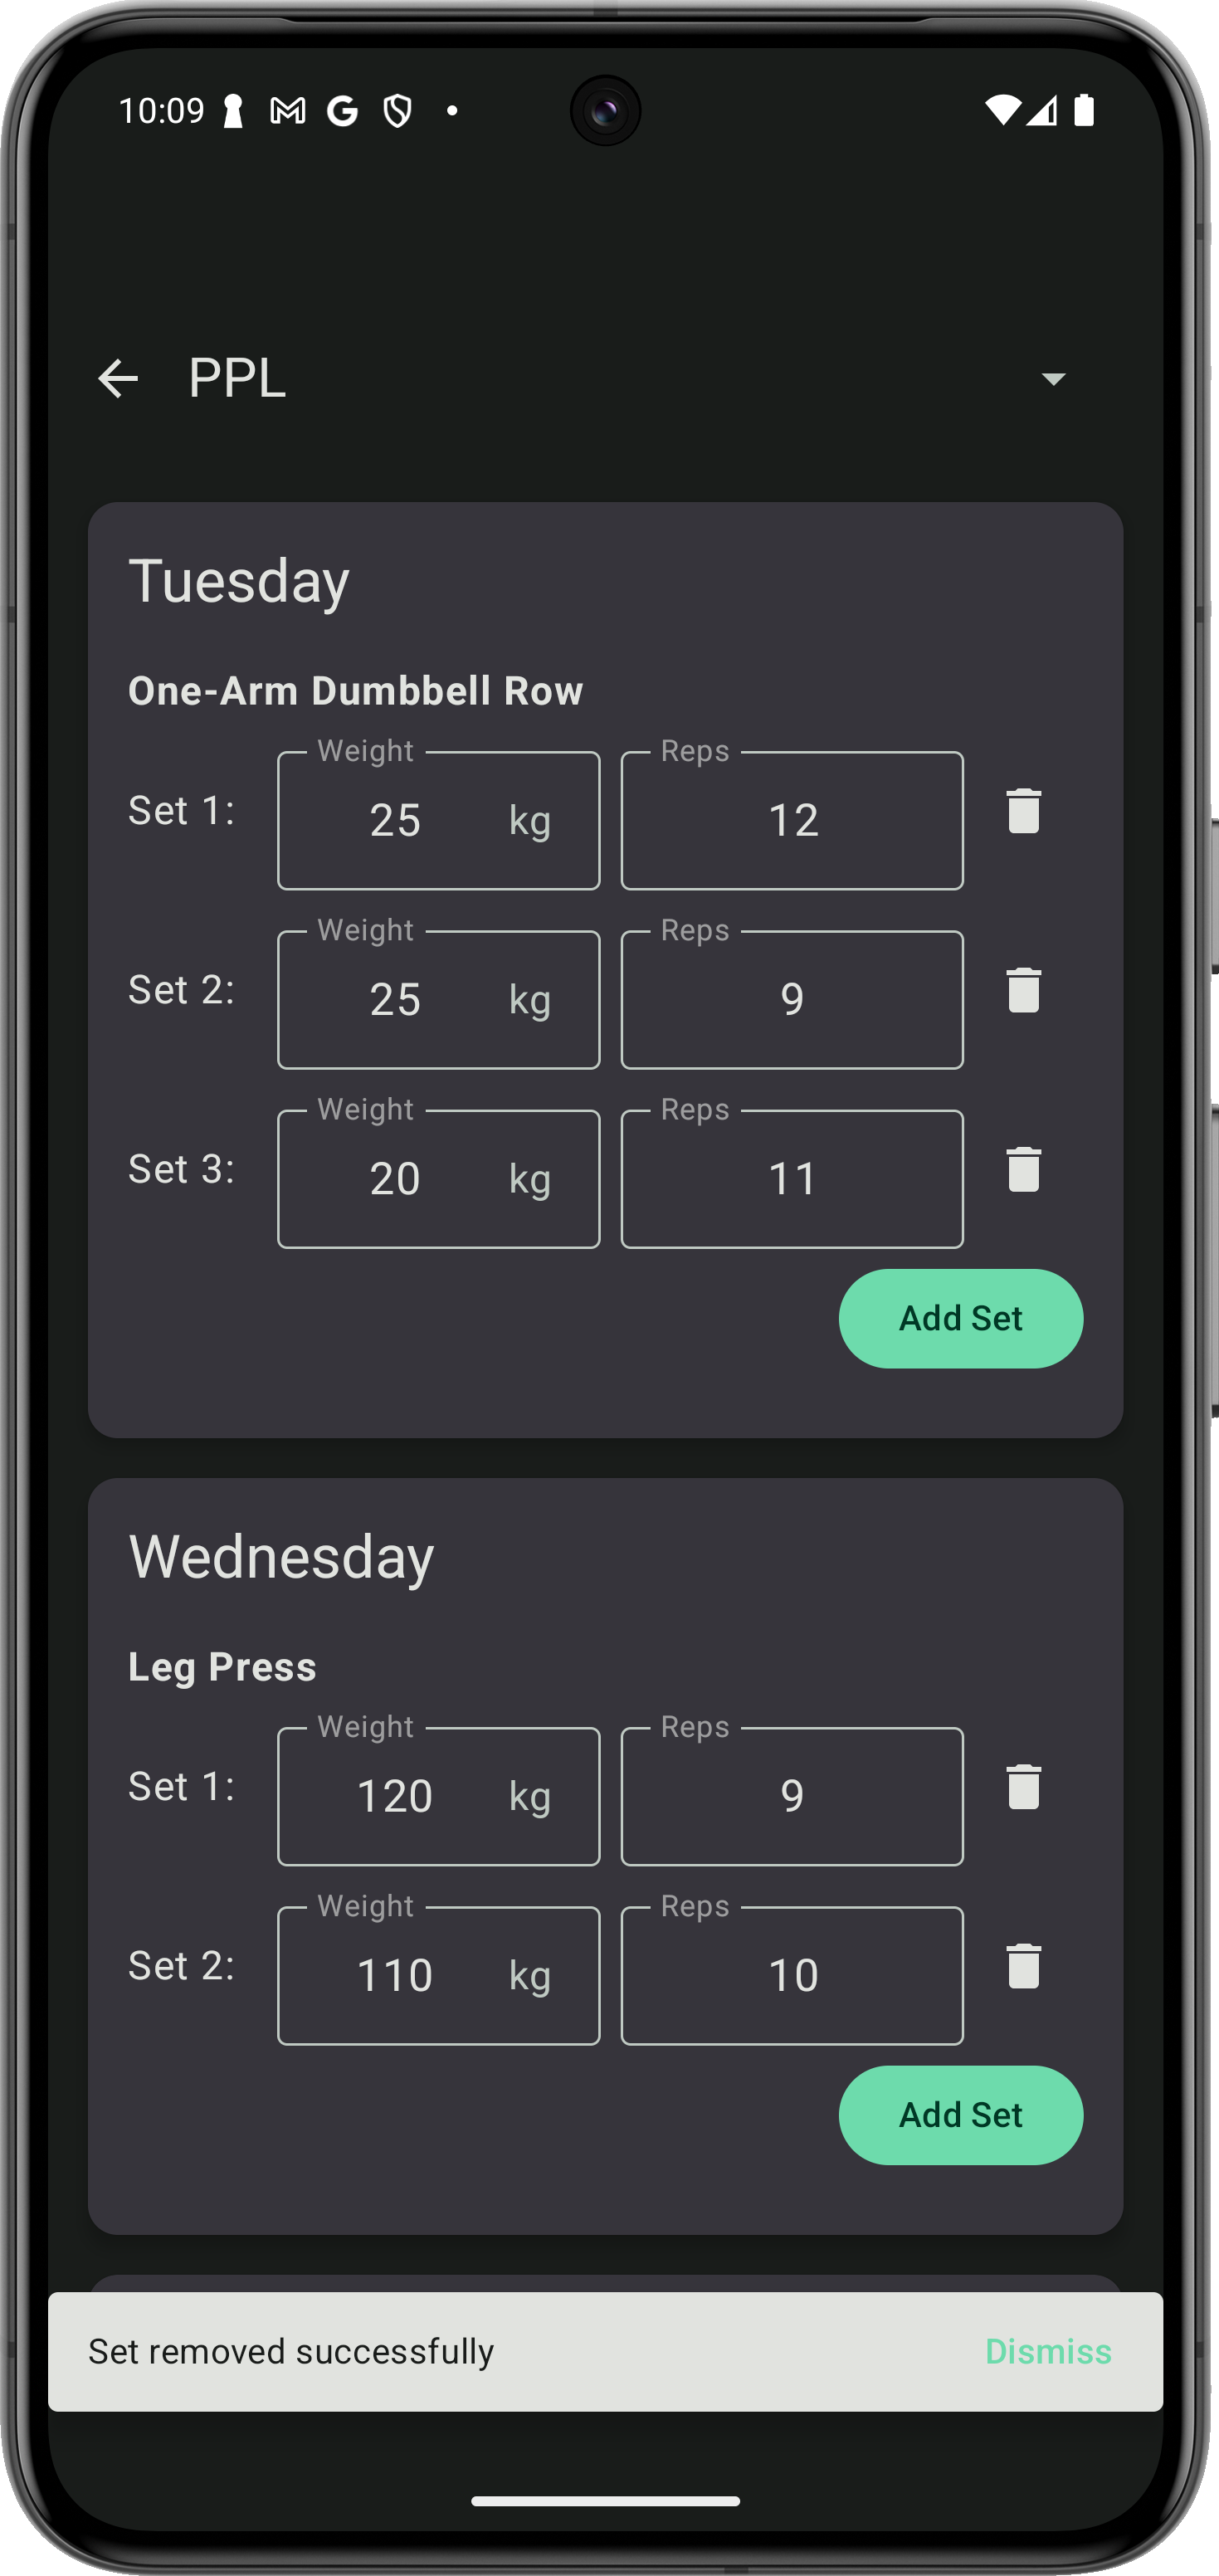 10:09
PPL
Tuesday
One-Arm Dumbbell Row
Weight Reps
Set 1: 25 kg 12
Weight Reps
Set 2: 25 kg 9
Weight Reps
Set 3: 20 kg 11
Add Set
Wednesday
Leg Press
Weight Reps
Set 1: 120 kg 9
Weight Reps
Set 2: 110 kg 10
Add Set
Set removed successfully Dismiss